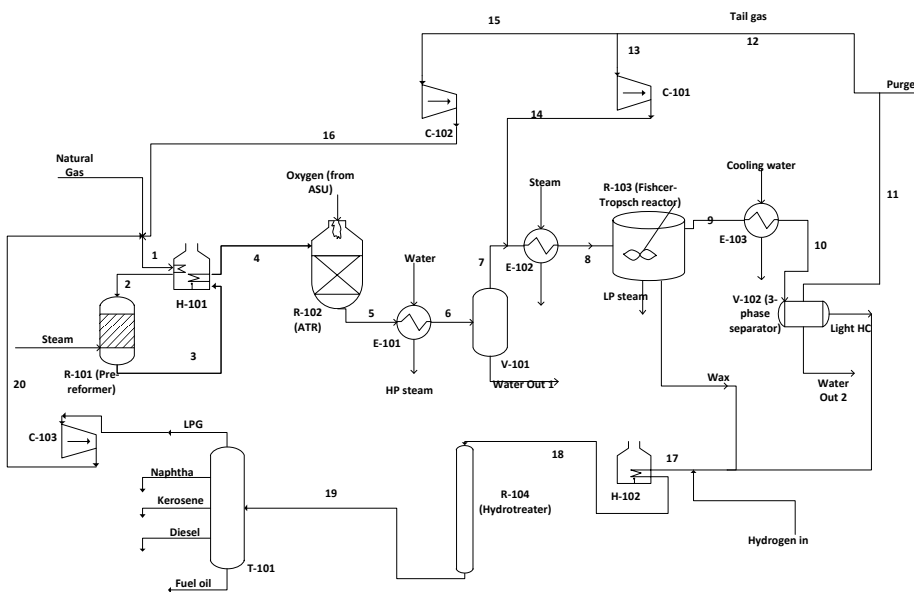 15
Tail gas
13
12
C-101
Purge
C-102
14
16
Natural
Gas
Oxygen (from
ASU)
Steam
R-103 (Fishcer-
Tropsch reactor)
Cooling water
11
9
1
4
7
E-102
8
E-103
10
2
H-101
Water
V-102 (3-
phase
separator)
R-102
(ATR)
5
6
E-101
LP steam
Light HC
Steam
3
R-101 (Pre-
reformer)
V-101
Water Out 1
HP steam
Water
Out 2
20
Wax
LPG
C-103
18
17
Naphtha
H-102
19
R-104
(Hydrotreater)
Kerosene
Diesel
Hydrogen in
T-101
Fuel oil